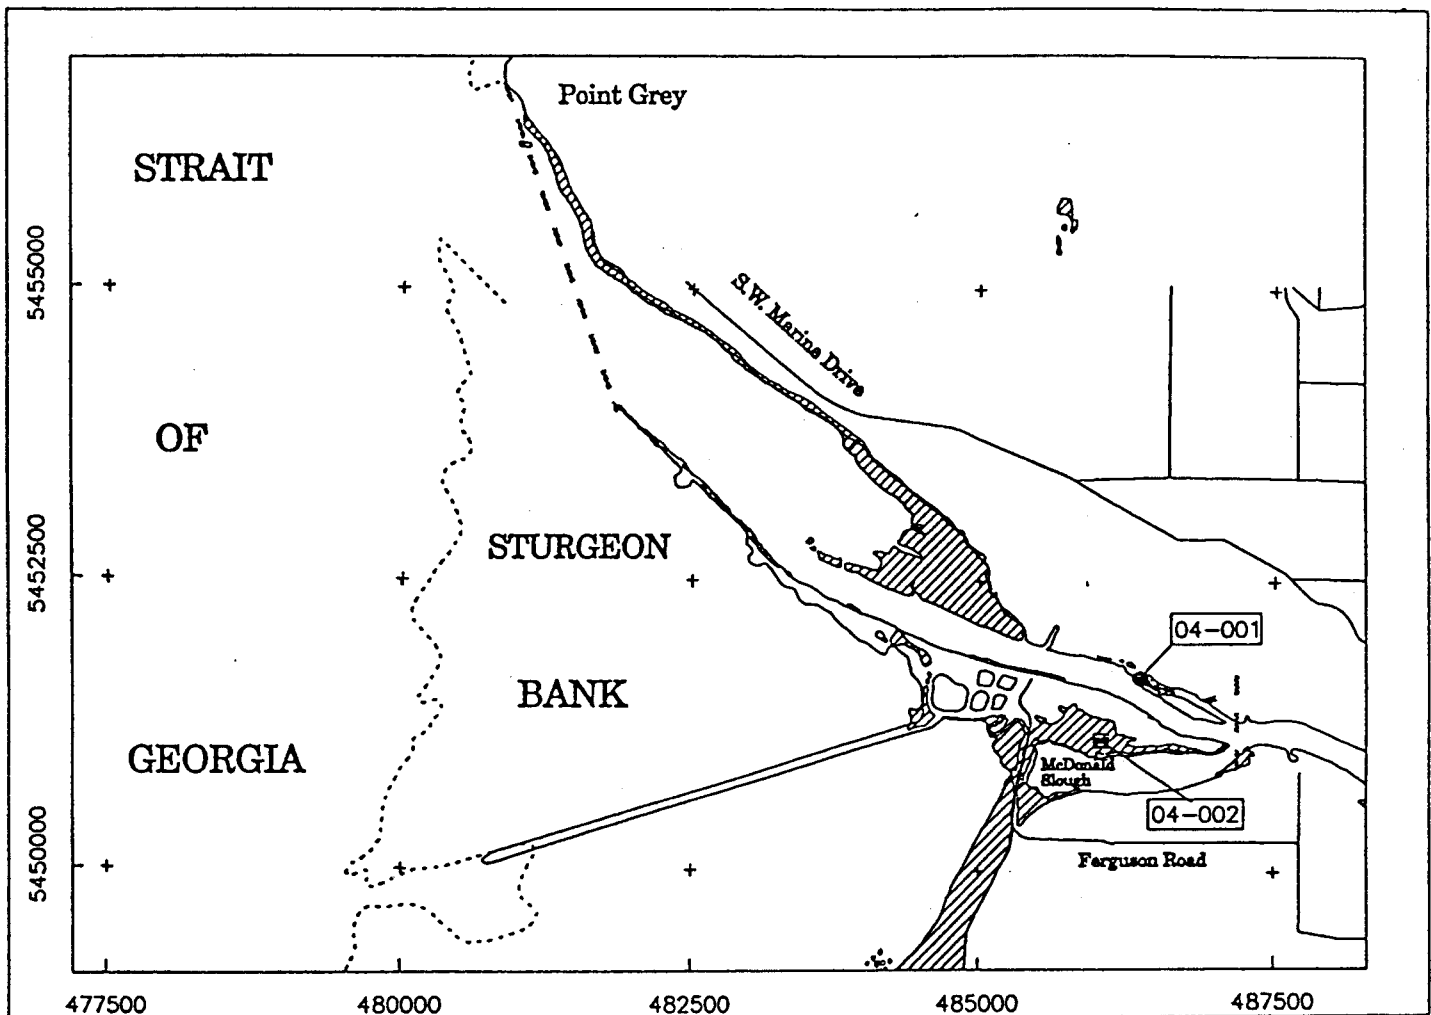 Point Grey
STRAIT
5455000
S.W. Marine Drive
OF
STURGEON
5452500
04-001
BANK
GEORGIA
McDonald
Slough
04-002
5450000
Ferguson Road
477500 480000 482500 485000 487500